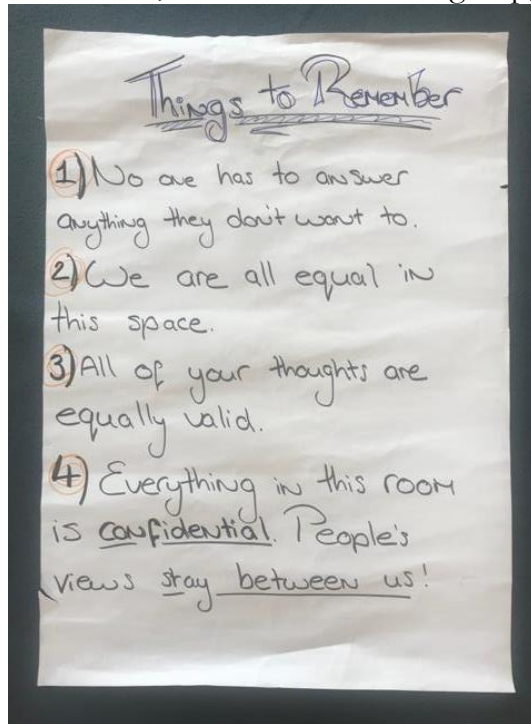 Things to Remember
1) No one has to answer
anything they don't want to.
2) We are all equal in
this space.
3) All of your thoughts are
equally valid.
4) Everything in this room
is confidential. People's
views stay between us!